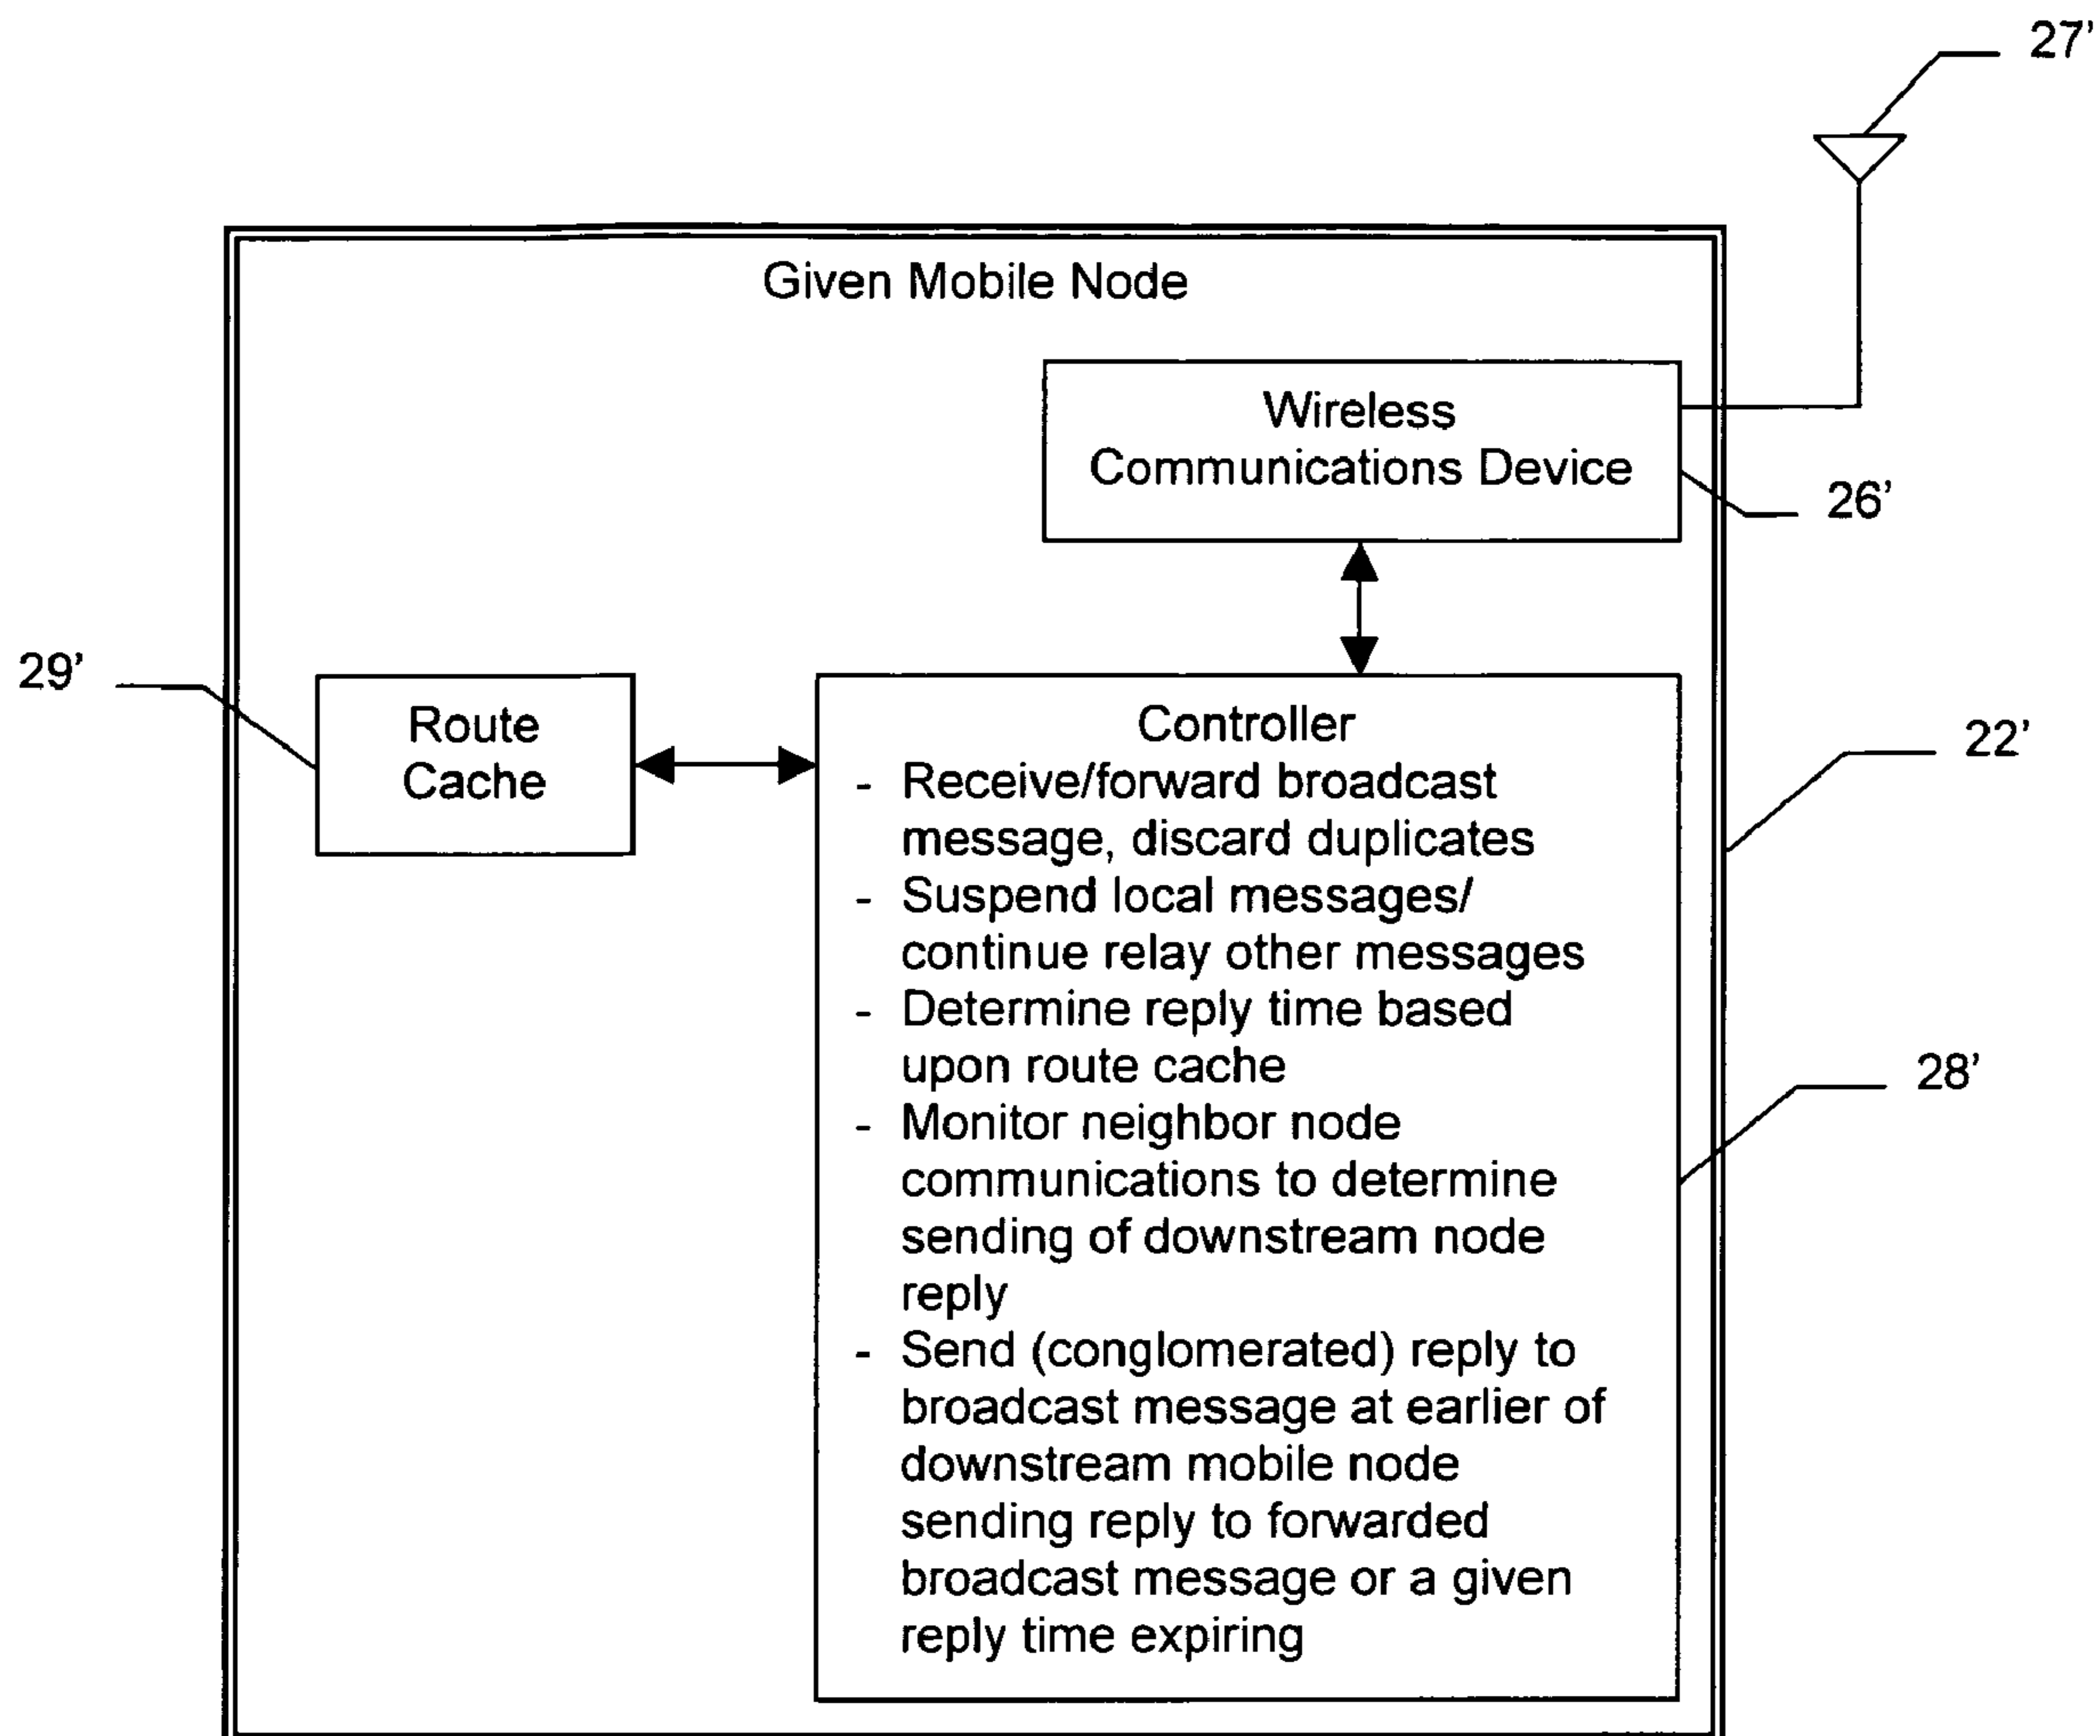 27'
Given Mobile Node
Wireless
Communications Device
26'
29'
Route
Cache
Controller
- Receive/forward broadcast
message, discard duplicates
- Suspend local messages/
continue relay other messages
- Determine reply time based
upon route cache
- Monitor neighbor node
communications to determine
sending of downstream node
reply
- Send (conglomerated) reply to
broadcast message at earlier of
downstream mobile node
sending reply to forwarded
broadcast message or a given
reply time expiring
22'
28'